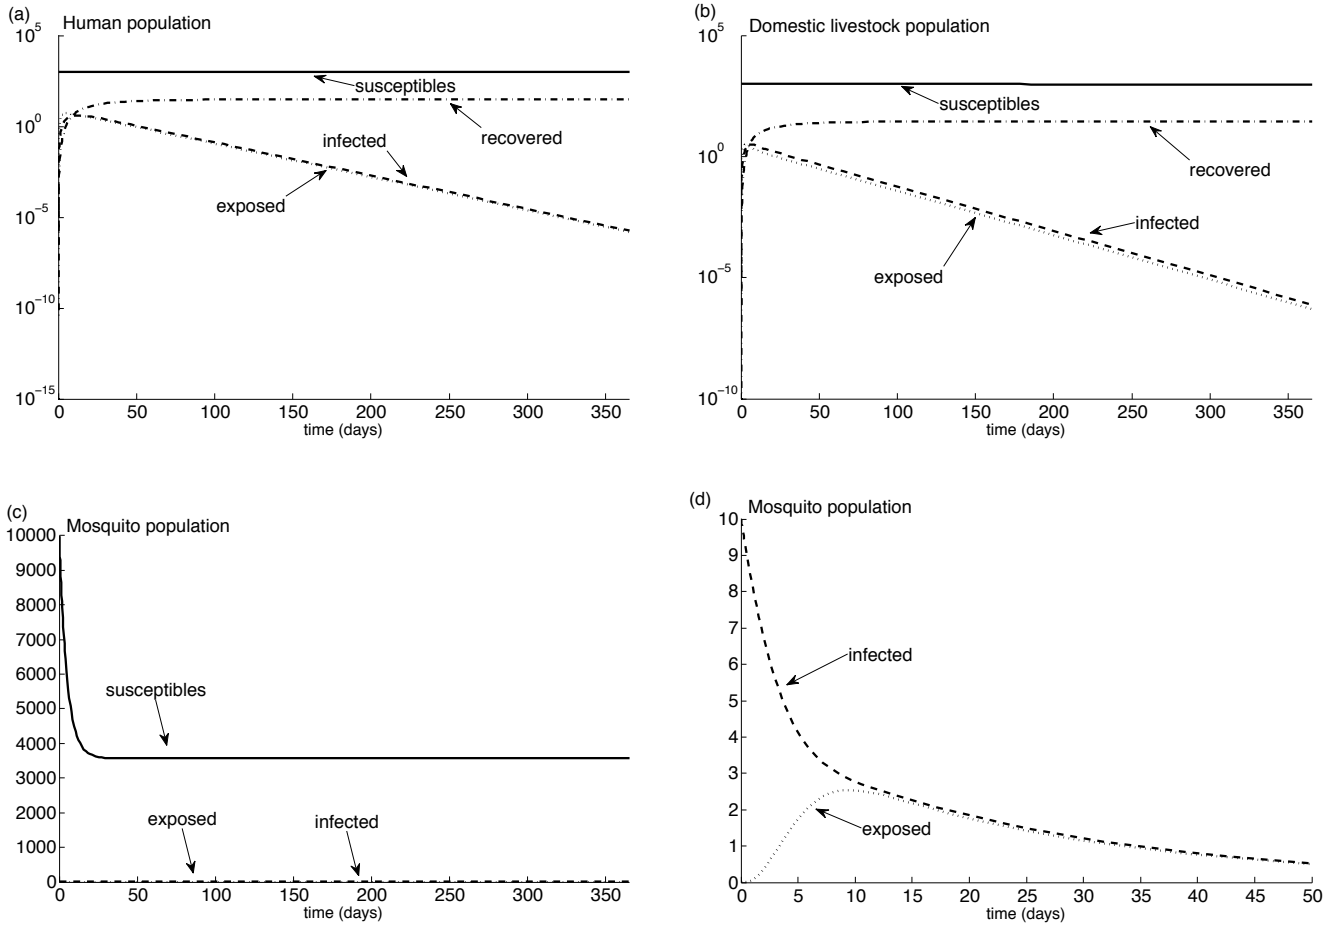 (a)
Human population
10^5
10^0
10^−5
10^−10
10^−15
susceptibles
recovered
infected
exposed
0 50 100 150 200 250 300 350
time (days)
(b)
Domestic livestock population
10^5
10^0
10^−5
10^−10
susceptibles
recovered
infected
exposed
0 50 100 150 200 250 300 350
time (days)
(c)
Mosquito population
10000
9000
8000
7000
6000
5000
4000
3000
2000
1000
0
susceptibles
exposed
infected
0 50 100 150 200 250 300 350
time (days)
(d)
Mosquito population
10
9
8
7
6
5
4
3
2
1
0
infected
exposed
0 5 10 15 20 25 30 35 40 45 50
time (days)